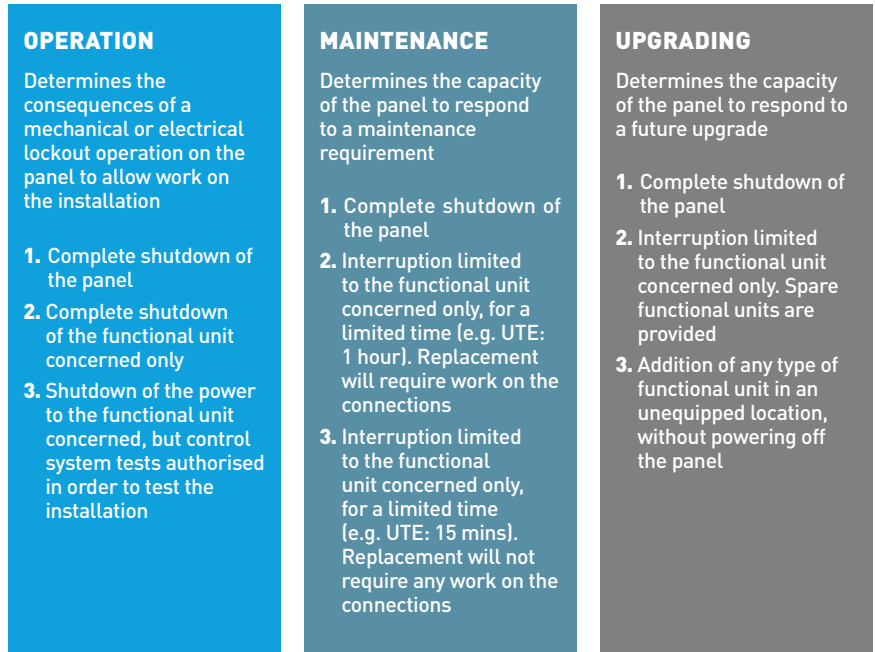 OPERATION
Determines the
consequences of a
mechanical or electrical
lockout operation on the
panel to allow work on
the installation
1. Complete shutdown of
the panel
2. Complete shutdown
of the functional unit
concerned only
3. Shutdown of the power
to the functional unit
concerned, but control
system tests authorised
in order to test the
installation
MAINTENANCE
Determines the capacity
of the panel to respond
to a maintenance
requirement
1. Complete shutdown of
the panel
2. Interruption limited
to the functional unit
concerned only, for a
limited time (e.g. UTE:
1 hour). Replacement
will require work on the
connections
3. Interruption limited
to the functional
unit concerned only,
for a limited time
(e.g. UTE: 15 mins).
Replacement will not
require any work on the
connections
UPGRADING
Determines the capacity
of the panel to respond to
a future upgrade
1. Complete shutdown of
the panel
2. Interruption limited
to the functional unit
concerned only. Spare
functional units are
provided
3. Addition of any type of
functional unit in an
unequipped location,
without powering off
the panel